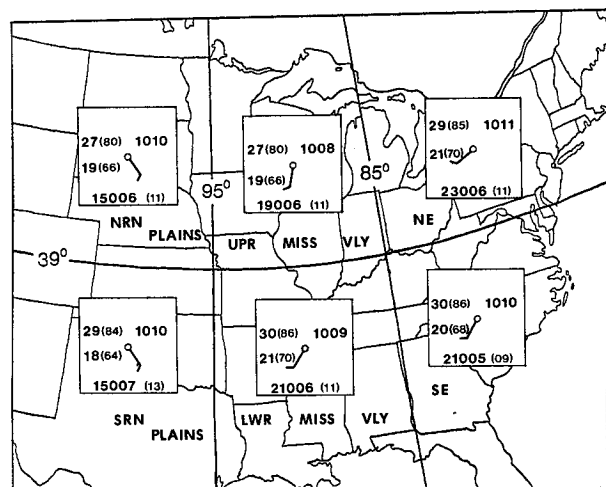 29(85) 1011
21(70)
23006 (11)
27(80) 1010
19(66)
15006 (11)
27(80) 1008
19(66)
19006 (11)
85°
95°
NRN
PLAINS
UPR MISS VLY
NE
39°
30(86) 1010
20(68)
21005 (09)
29(84) 1010
18(64)
15007 (13)
30(86) 1009
21(70)
21006 (11)
SE
SRN
PLAINS
LWR MISS VLY